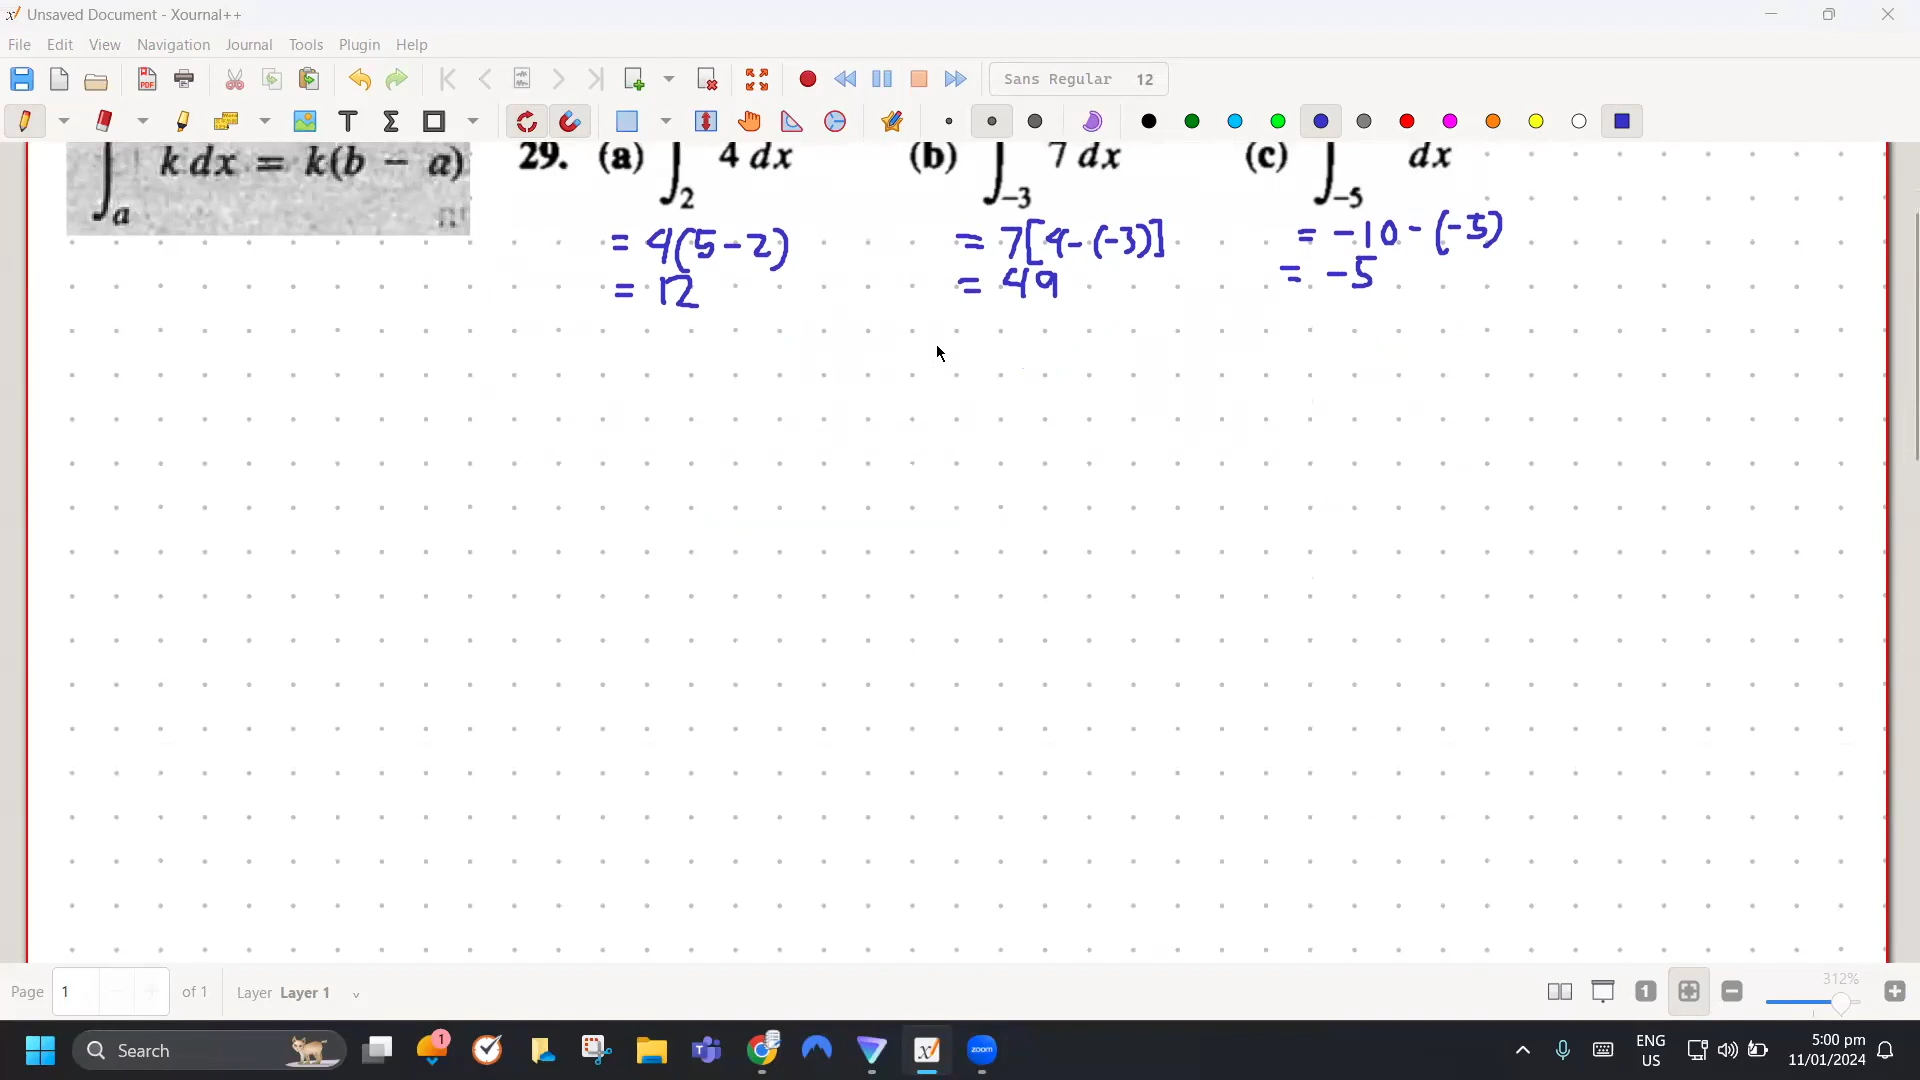 Unsaved Document - Xournal++
File Edit View Navigation Journal Tools Plugin Help
Sans Regular 12
∫a k dx = k(b − a)
29. (a) ∫2 4 dx (b) ∫−3 7 dx (c) ∫−5 dx
= 4(5-2) = 7[4-(-3)] = -10-(-5)
= 12 = 49 = -5
Page 1 of 1 Layer Layer 1
312%
Search
1
zoom
ENG
US
5:00 pm
11/01/2024